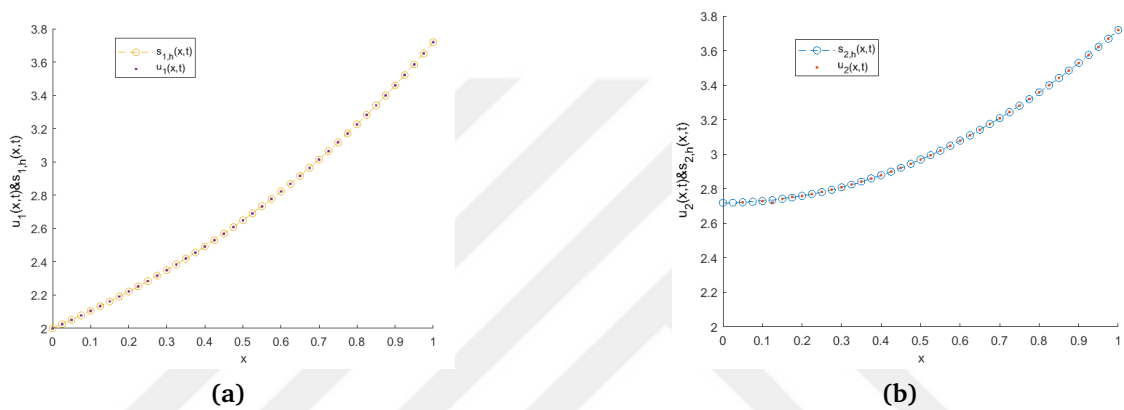 3.8
3.6
3.4
3.2
3
2.8
2.6
2.4
2.2
2
u₁(x,t)&s₁,ₕ(x,t)
s₁,ₕ(x,t)
u₁(x,t)
0 0.1 0.2 0.3 0.4 0.5 0.6 0.7 0.8 0.9 1
x
(a)
3.8
3.6
3.4
3.2
3
2.8
2.6
2.4
2.2
2
u₂(x,t)&s₂,ₕ(x,t)
s₂,ₕ(x,t)
u₂(x,t)
0 0.1 0.2 0.3 0.4 0.5 0.6 0.7 0.8 0.9 1
x
(b)